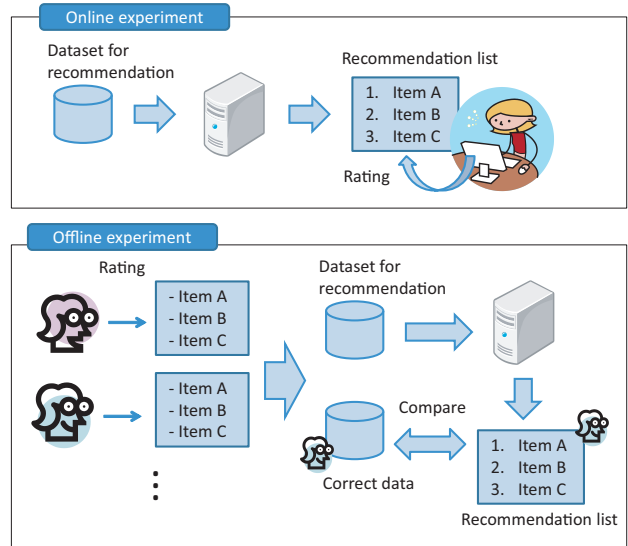 Online experiment
Dataset for
recommendation
Recommendation list
1. Item A
2. Item B
3. Item C
Rating
Offline experiment
Rating
- Item A
- Item B
- Item C
- Item A
- Item B
- Item C
Dataset for
recommendation
Compare
Correct data
1. Item A
2. Item B
3. Item C
Recommendation list